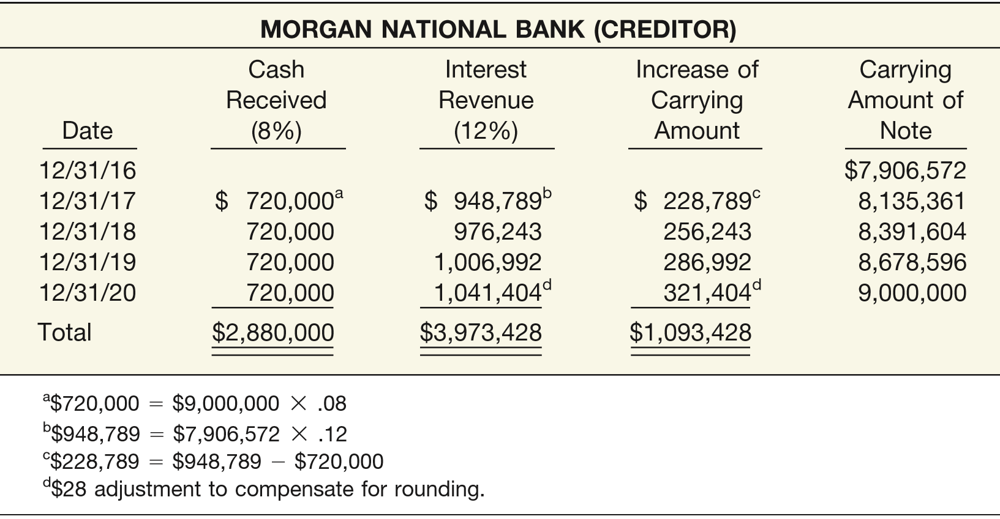 MORGAN NATIONAL BANK (CREDITOR)
Cash Interest Increase of Carrying
Received Revenue Carrying Amount of
Date (8%) (12%) Amount Note
12/31/16 $7,906,572
12/31/17 $ 720,000a $ 948,789b $ 228,789c 8,135,361
12/31/18 720,000 976,243 256,243 8,391,604
12/31/19 720,000 1,006,992 286,992 8,678,596
12/31/20 720,000 1,041,404d 321,404d 9,000,000
Total $2,880,000 $3,973,428 $1,093,428
a$720,000 = $9,000,000 × .08
b$948,789 = $7,906,572 × .12
c$228,789 = $948,789 − $720,000
d$28 adjustment to compensate for rounding.